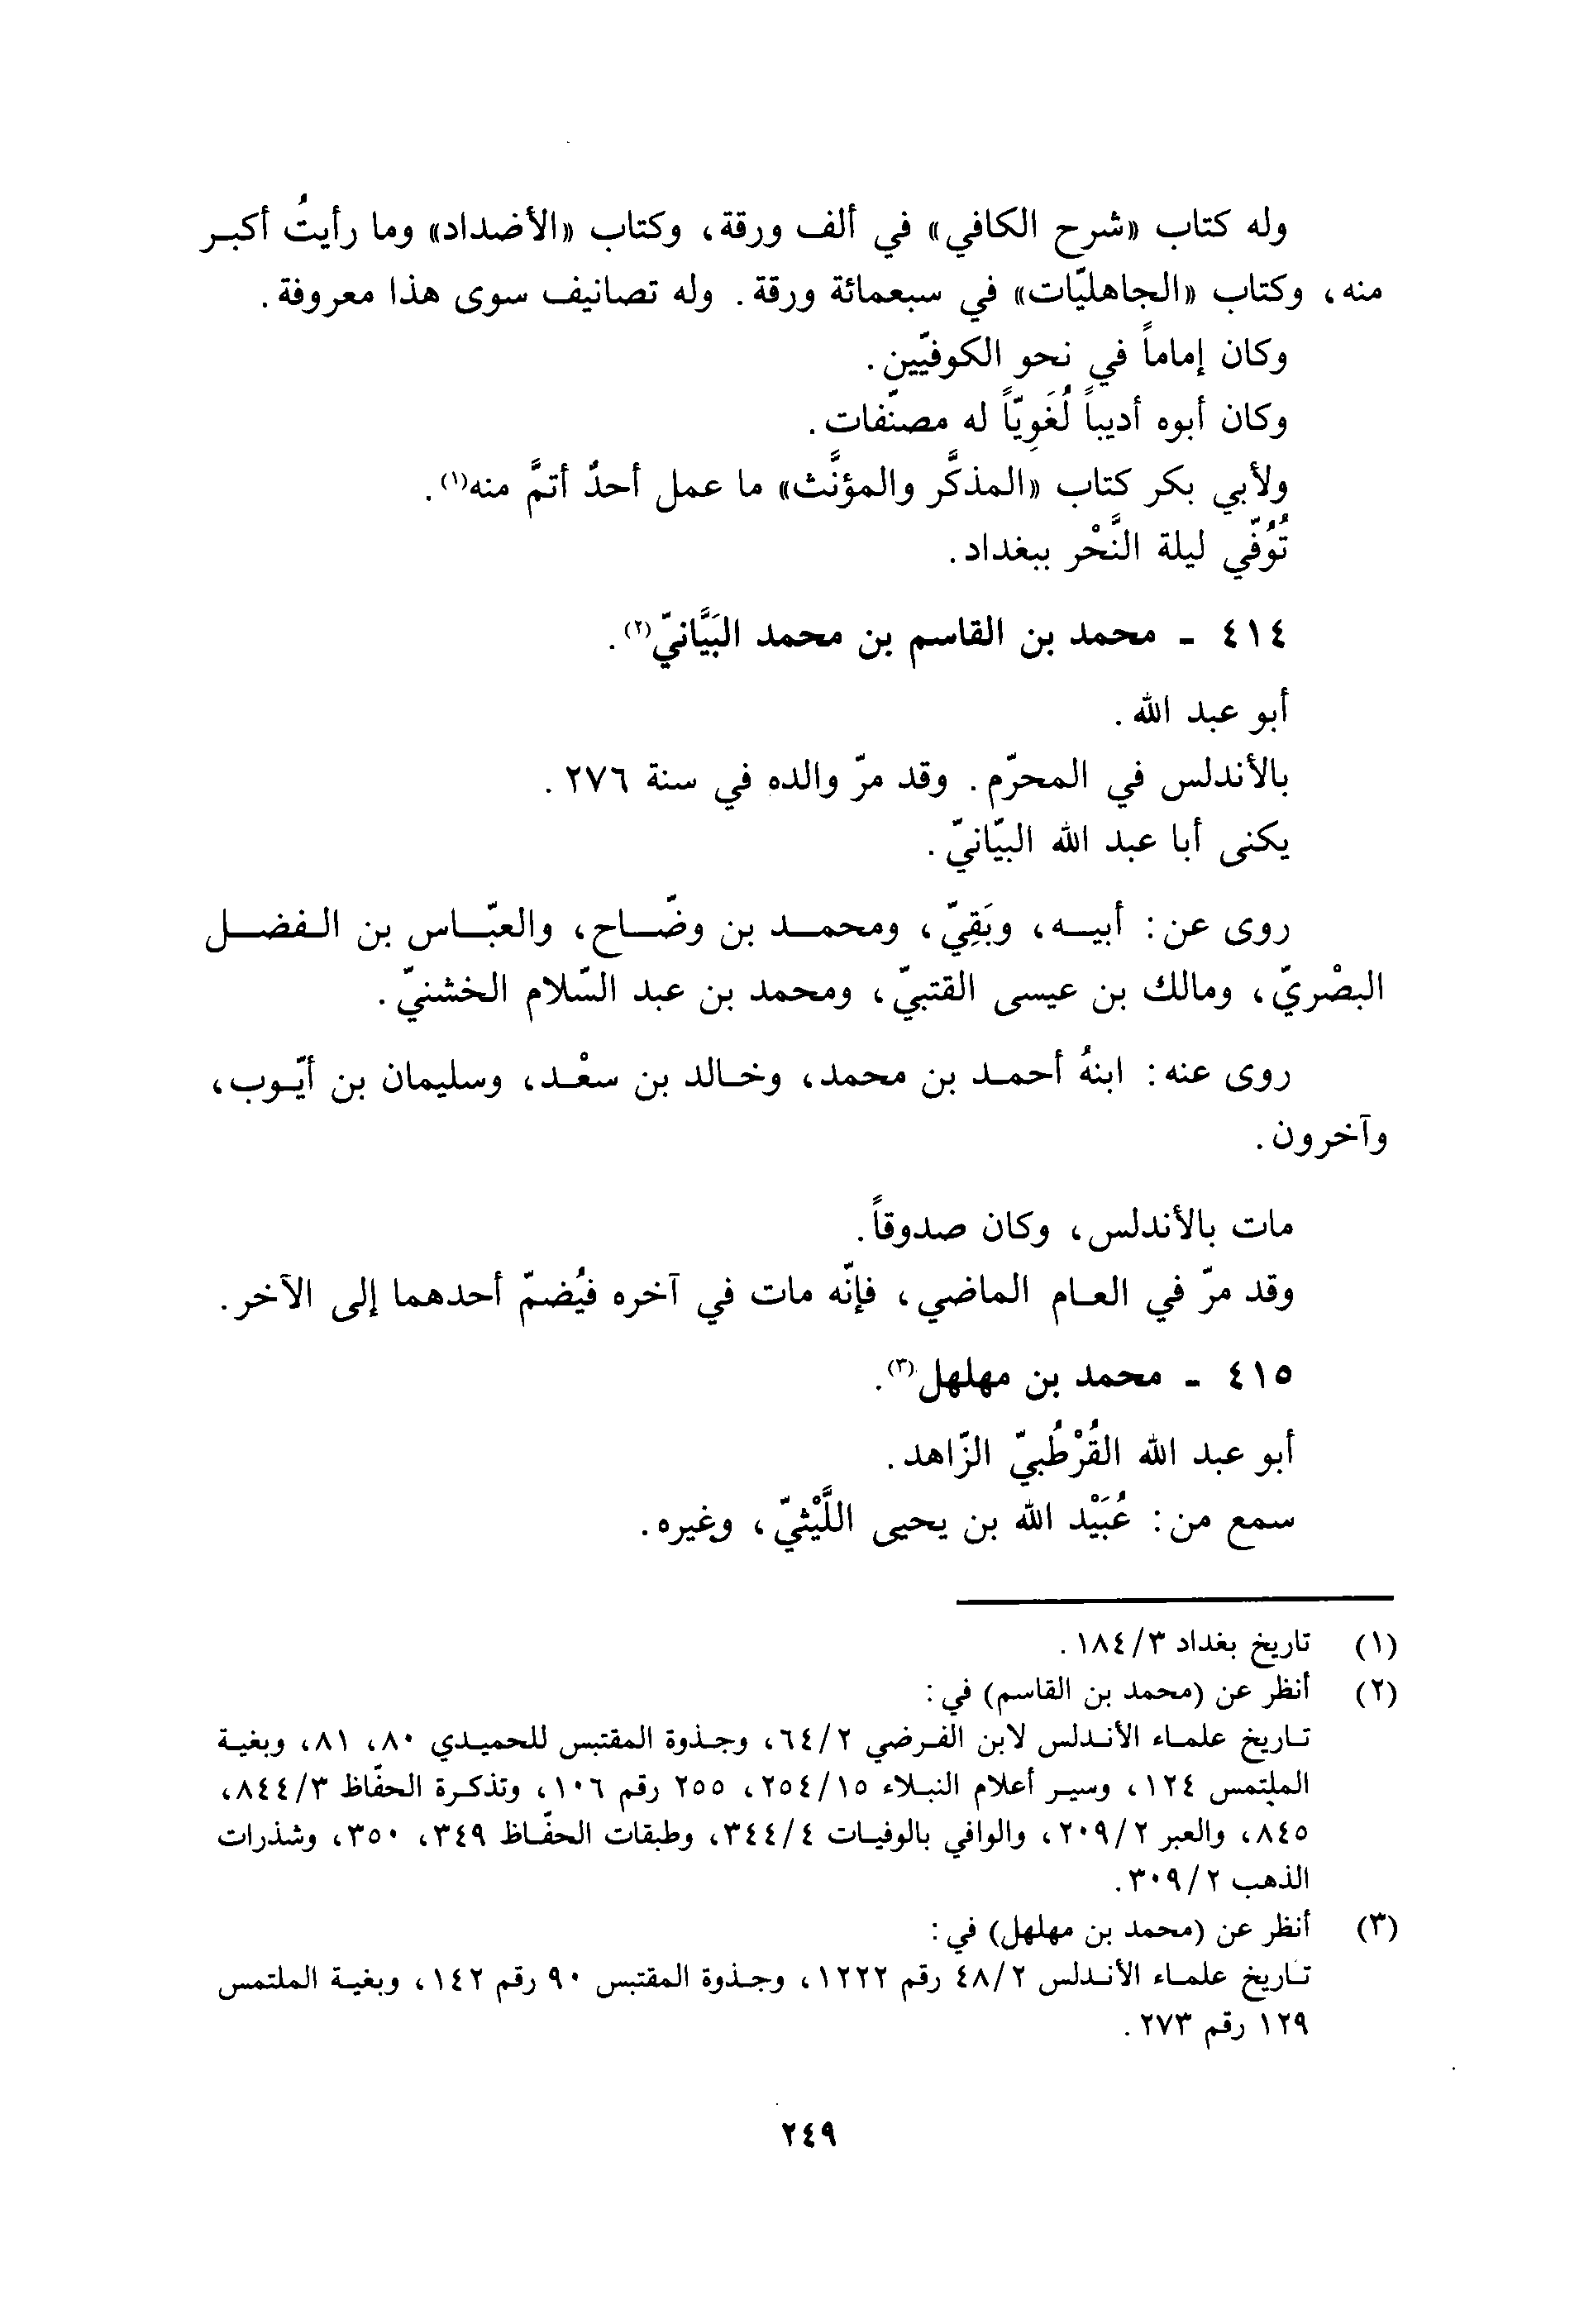 وله كتاب «شرح الكافي» في ألف ورقة، وكتاب «الأضداد» وما رأيتُ أكبر
منه، وكتاب «الجاهليّات» في سبعمائة ورقة. وله تصانيف سوى هذا معروفة.
وكان إماماً في نحو الكوفيّين.
وكان أبوه أديباً لُغَوِيّاً له مصنّفات.
ولأبي بكر كتاب «المذكَّر والمؤنَّث» ما عمل أحدٌ أتمَّ منه(١).
تُوُفّي ليلة النَّحْر ببغداد.
٤١٤ - محمد بن القاسم بن محمد البَيَّانيّ(٢).
أبو عبد الله.
بالأندلس في المحرّم. وقد مرّ والده في سنة ٢٧٦.
يكنى أبا عبد الله البيّانيّ.
روى عن: أبيه، وبَقِيّ، ومحمد بن وضّاح، والعبّاس بن الفضل
البصْريّ، ومالك بن عيسى القتبيّ، ومحمد بن عبد السّلام الخشنيّ.
روى عنه: ابنهُ أحمد بن محمد، وخالد بن سعْد، وسليمان بن أيّوب،
وآخرون.
مات بالأندلس، وكان صدوقاً.
وقد مرّ في العام الماضي، فإنّه مات في آخره فيُضمّ أحدهما إلى الآخر.
٤١٥ - محمد بن مهلهل(٣).
أبو عبد الله القُرْطُبيّ الزّاهد.
سمع من: عُبَيْد الله بن يحيى اللَّيْثيّ، وغيره.
(١) تاريخ بغداد ١٨٤/٣.
(٢) أنظر عن (محمد بن القاسم) في:
تاريخ علماء الأندلس لابن الفرضي ٦٤/٢، وجذوة المقتبس للحميدي ٨٠، ٨١، وبغية
الملتمس ١٢٤، وسير أعلام النبلاء ٢٥٤/١٥، ٢٥٥ رقم ١٠٦، وتذكرة الحفّاظ ٨٤٤/٣،
٨٤٥، والعبر ٢٠٩/٢، والوافي بالوفيات ٣٤٤/٤، وطبقات الحفّاظ ٣٤٩، ٣٥٠، وشذرات
الذهب ٣٠٩/٢.
(٣) أنظر عن (محمد بن مهلهل) في:
تاريخ علماء الأندلس ٤٨/٢ رقم ١٢٢٢، وجذوة المقتبس ٩٠ رقم ١٤٢، وبغية الملتمس
١٢٩ رقم ٢٧٣.
٢٤٩